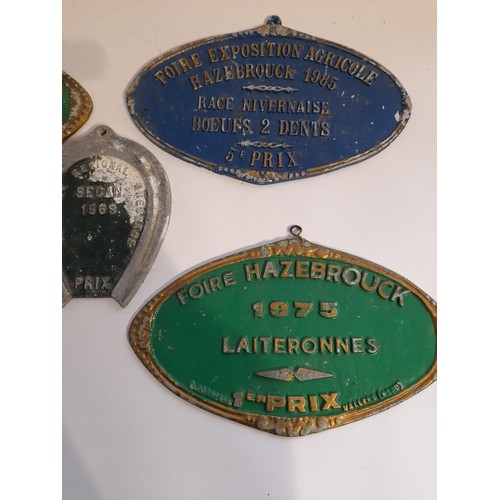 FOIRE EXPOSITION AGRICOLE
HAZEBROUCK 1985
RACE NIVERNAISE
BŒUFS 2 DENTS
5E PRIX
SEDAN
1989
PRIX
FOIRE HAZEBROUCK
1975
LAITERONNES
1ER PRIX